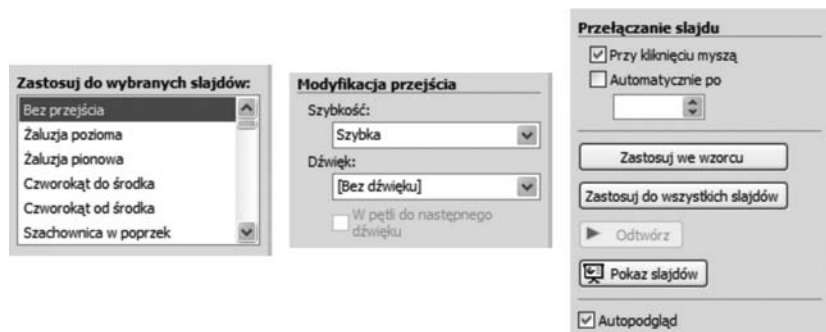 Zastosuj do wybranych slajdów:
Bez przejścia
Żaluzja pozioma
Żaluzja pionowa
Czworokąt do środka
Czworokąt od środka
Szachownica w poprzek
Modyfikacja przejścia
Szybkość:
Szybka
Dźwięk:
[Bez dźwięku]
W pętli do następnego
dźwięku
Przełączanie slajdu
Przy kliknięciu myszą
Automatycznie po
Zastosuj we wzorcu
Zastosuj do wszystkich slajdów
Odtwórz
Pokaz slajdów
Autopodgląd